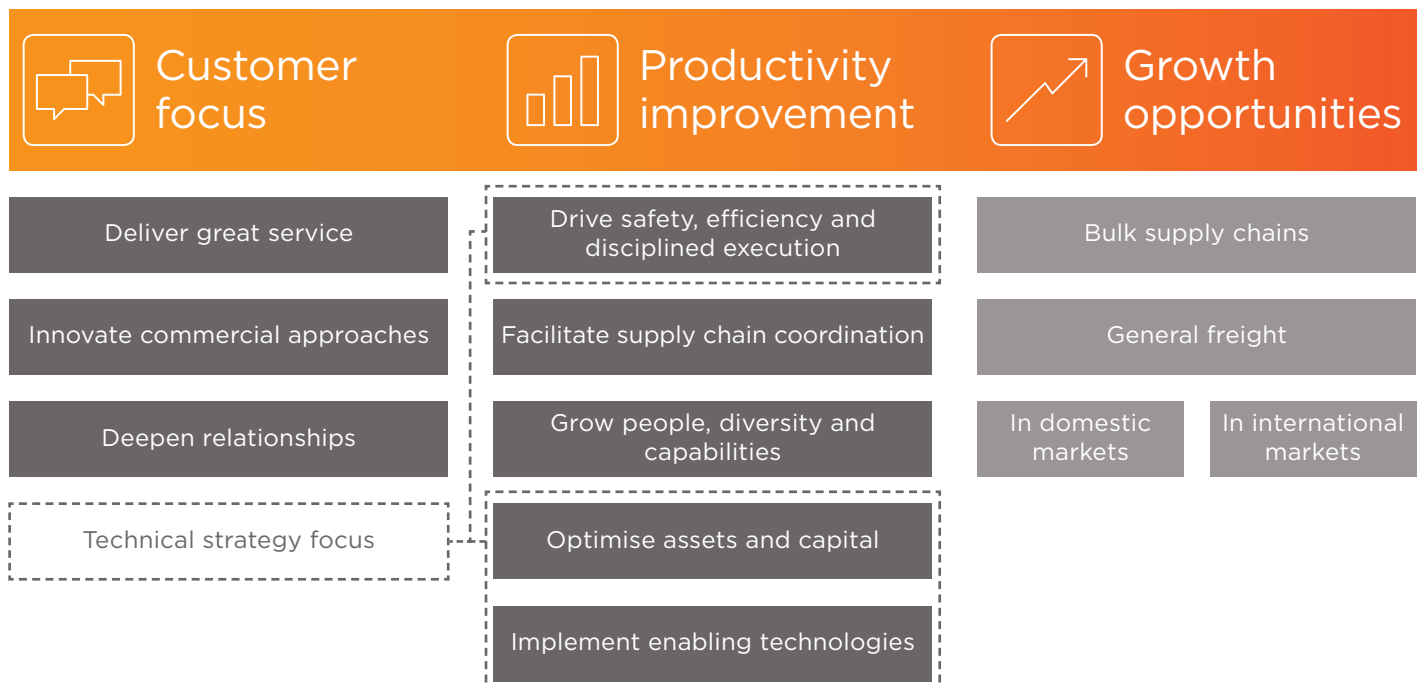 Customer
focus
Productivity
improvement
Growth
opportunities
Deliver great service
Innovate commercial approaches
Deepen relationships
Technical strategy focus
Drive safety, efficiency and
disciplined execution
Facilitate supply chain coordination
Grow people, diversity and
capabilities
Optimise assets and capital
Implement enabling technologies
Bulk supply chains
General freight
In domestic
markets
In international
markets